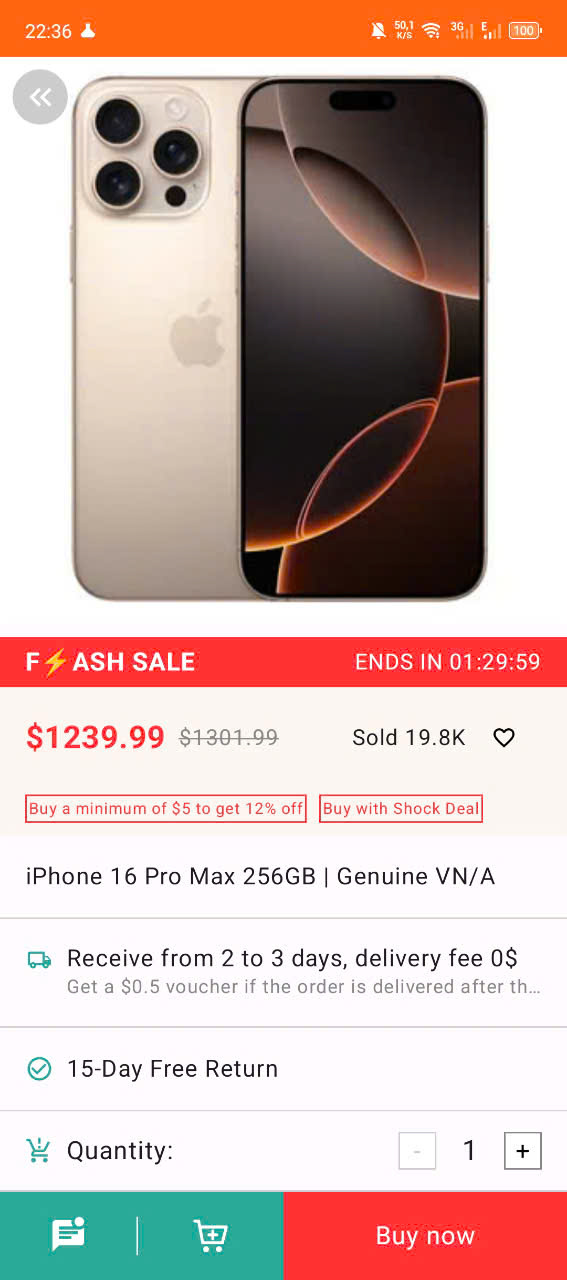 22:36
50,1
K/S
3G
E
100
F⚡ASH SALE
ENDS IN 01:29:59
$1239.99 $1301.99 Sold 19.8K
Buy a minimum of $5 to get 12% off
Buy with Shock Deal
iPhone 16 Pro Max 256GB | Genuine VN/A
Receive from 2 to 3 days, delivery fee 0$
Get a $0.5 voucher if the order is delivered after th...
15-Day Free Return
Quantity: - 1 +
Buy now